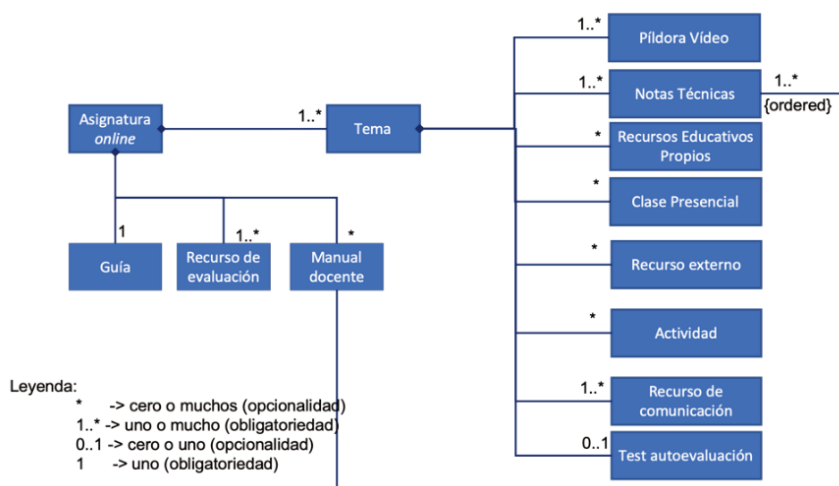 1..*
Píldora Vídeo
1..*
Notas Técnicas
1..*
{ordered}
Asignatura
online
1..*
Tema
*
Recursos Educativos
Propios
*
Clase Presencial
1
Guía
1..*
Recurso de
evaluación
*
Manual
docente
*
Recurso externo
*
Actividad
1..*
Recurso de
comunicación
0..1
Test autoevaluación
Leyenda:
* -> cero o muchos (opcionalidad)
1..* -> uno o mucho (obligatoriedad)
0..1 -> cero o uno (opcionalidad)
1 -> uno (obligatoriedad)